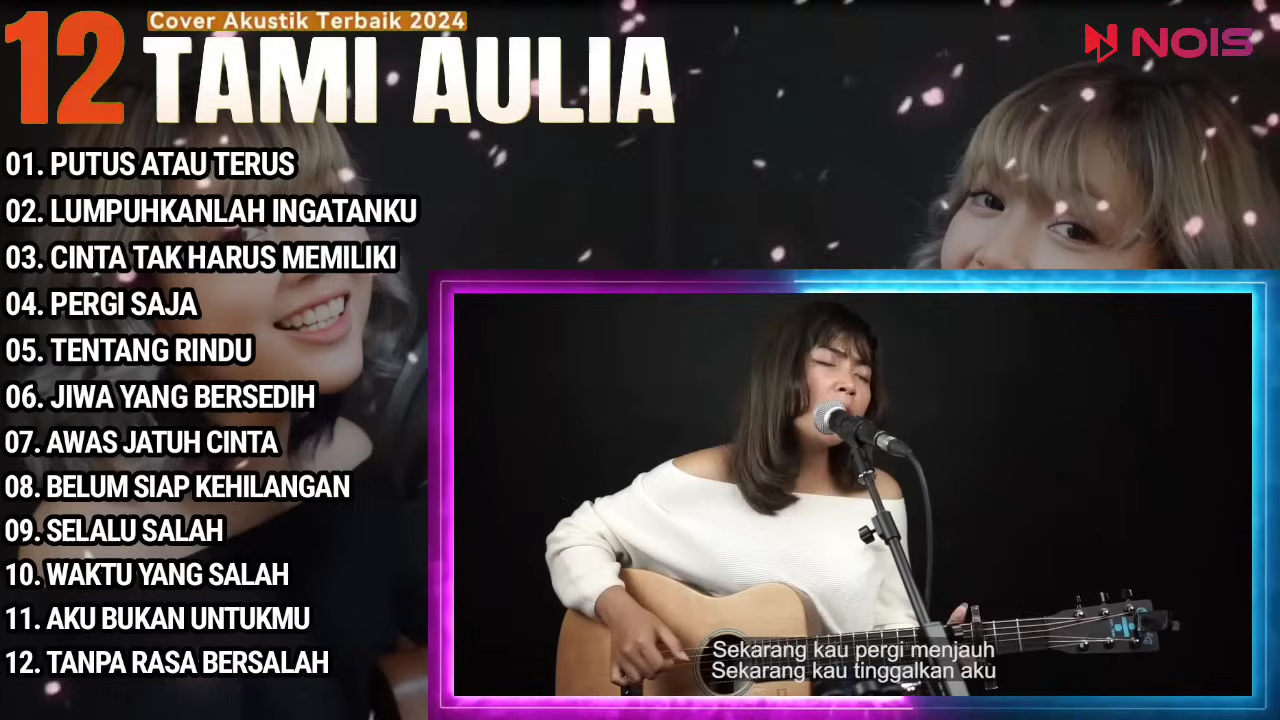 Cover Akustik Terbaik 2024
12 TAMI AULIA
NOIS
01. PUTUS ATAU TERUS
02. LUMPUHKANLAH INGATANKU
03. CINTA TAK HARUS MEMILIKI
04. PERGI SAJA
05. TENTANG RINDU
06. JIWA YANG BERSEDIH
07. AWAS JATUH CINTA
08. BELUM SIAP KEHILANGAN
09. SELALU SALAH
10. WAKTU YANG SALAH
11. AKU BUKAN UNTUKMU
12. TANPA RASA BERSALAH
Sekarang kau pergi menjauh
Sekarang kau tinggalkan aku